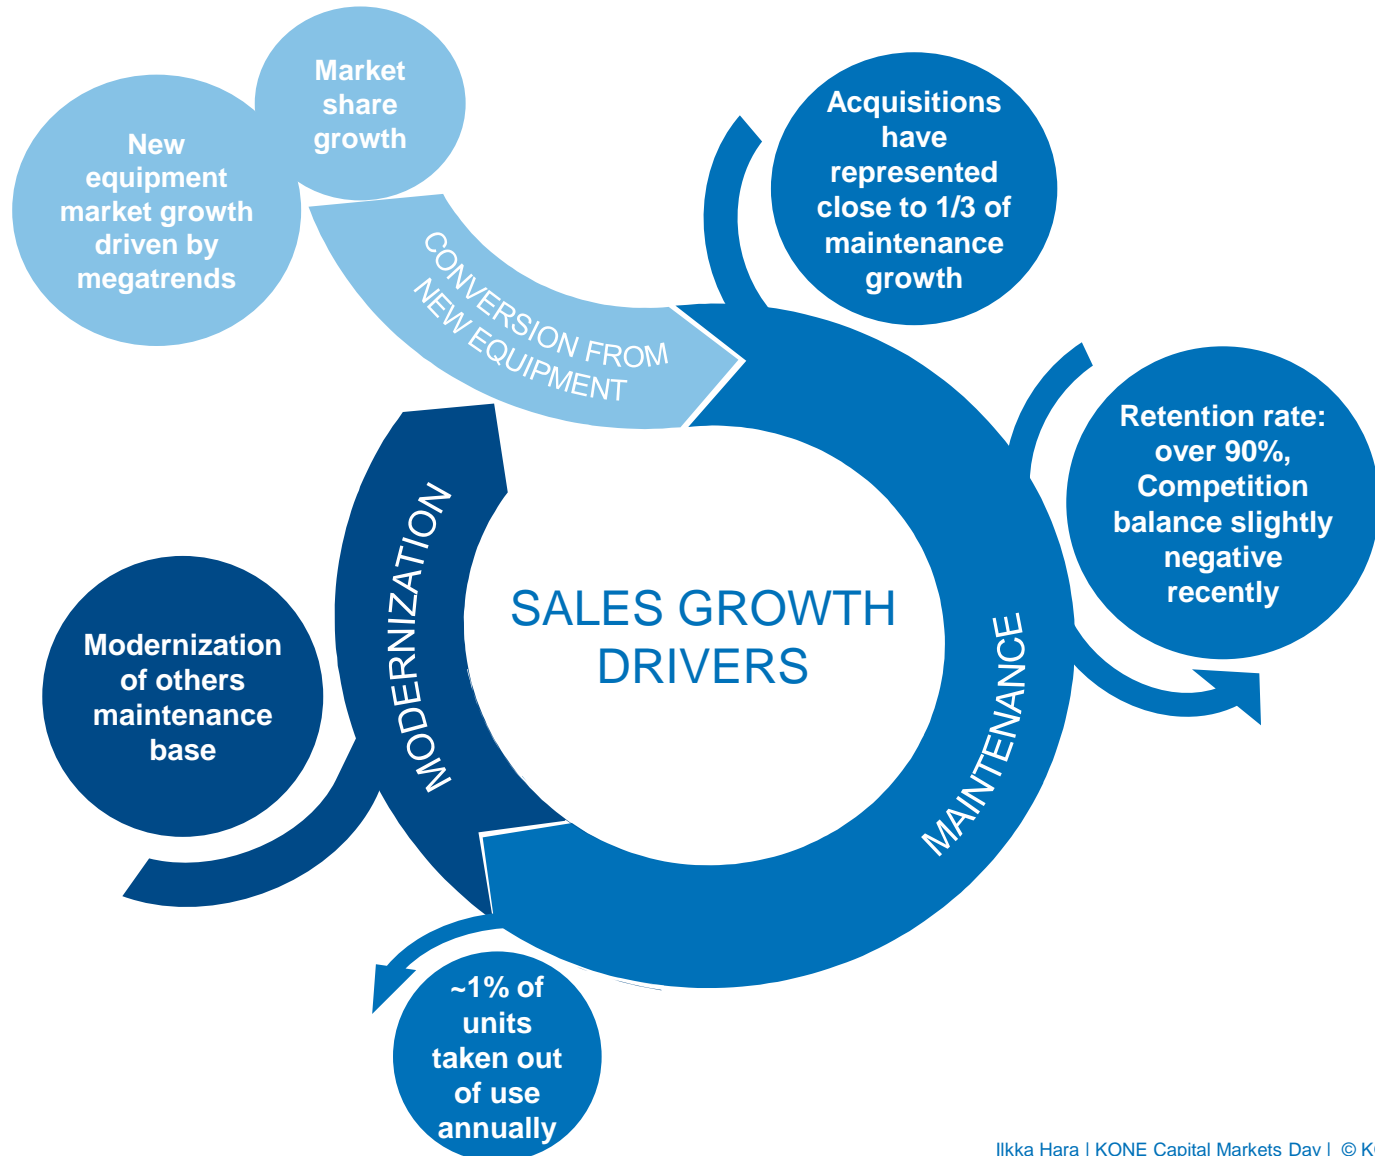 Market
share
growth
New
equipment
market growth
driven by
megatrends
Acquisitions
have
represented
close to 1/3 of
maintenance
growth
CONVERSION FROM
NEW EQUIPMENT
Retention rate:
over 90%,
Competition
balance slightly
negative
recently
MODERNIZATION
SALES GROWTH
DRIVERS
MAINTENANCE
Modernization
of others
maintenance
base
~1% of
units
taken out
of use
annually
Ilkka Hara | KONE Capital Markets Day | ©